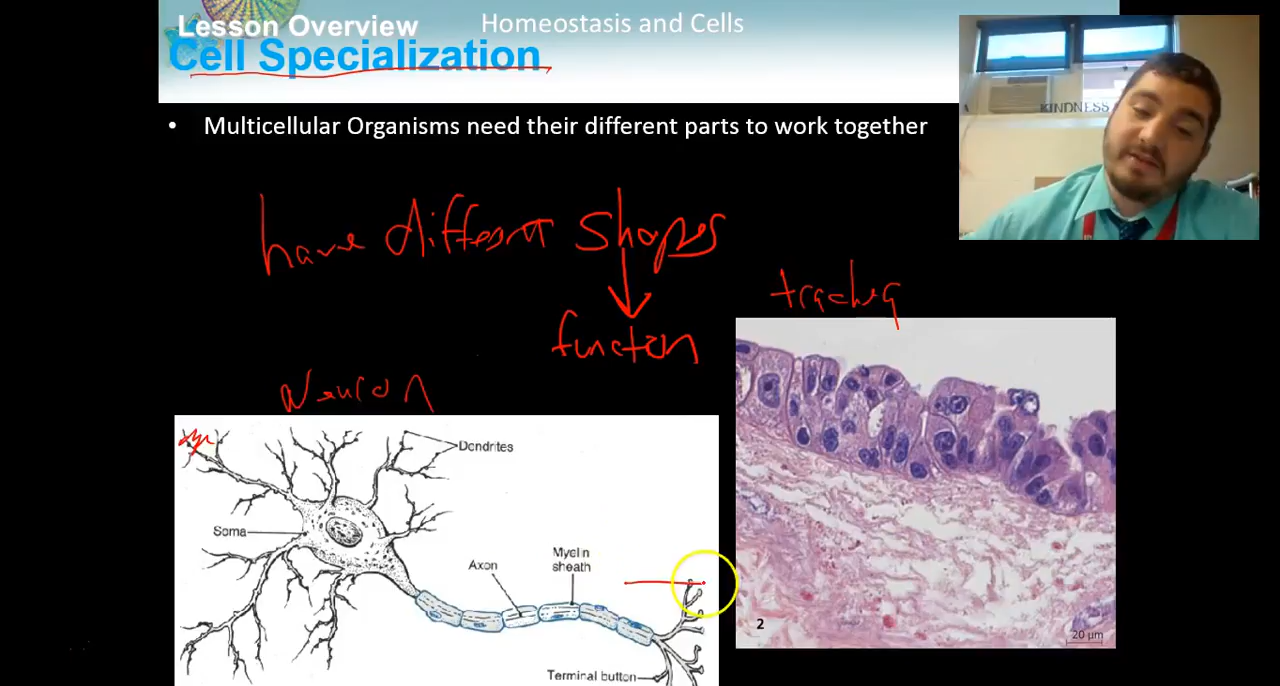 Lesson Overview
Homeostasis and Cells
Cell Specialization
KINDNESS
• Multicellular Organisms need their different parts to work together
have different shapes
function
trachea
Neuron
Dendrites
Soma
Axon
Myelin
sheath
Terminal button
2
20 µm